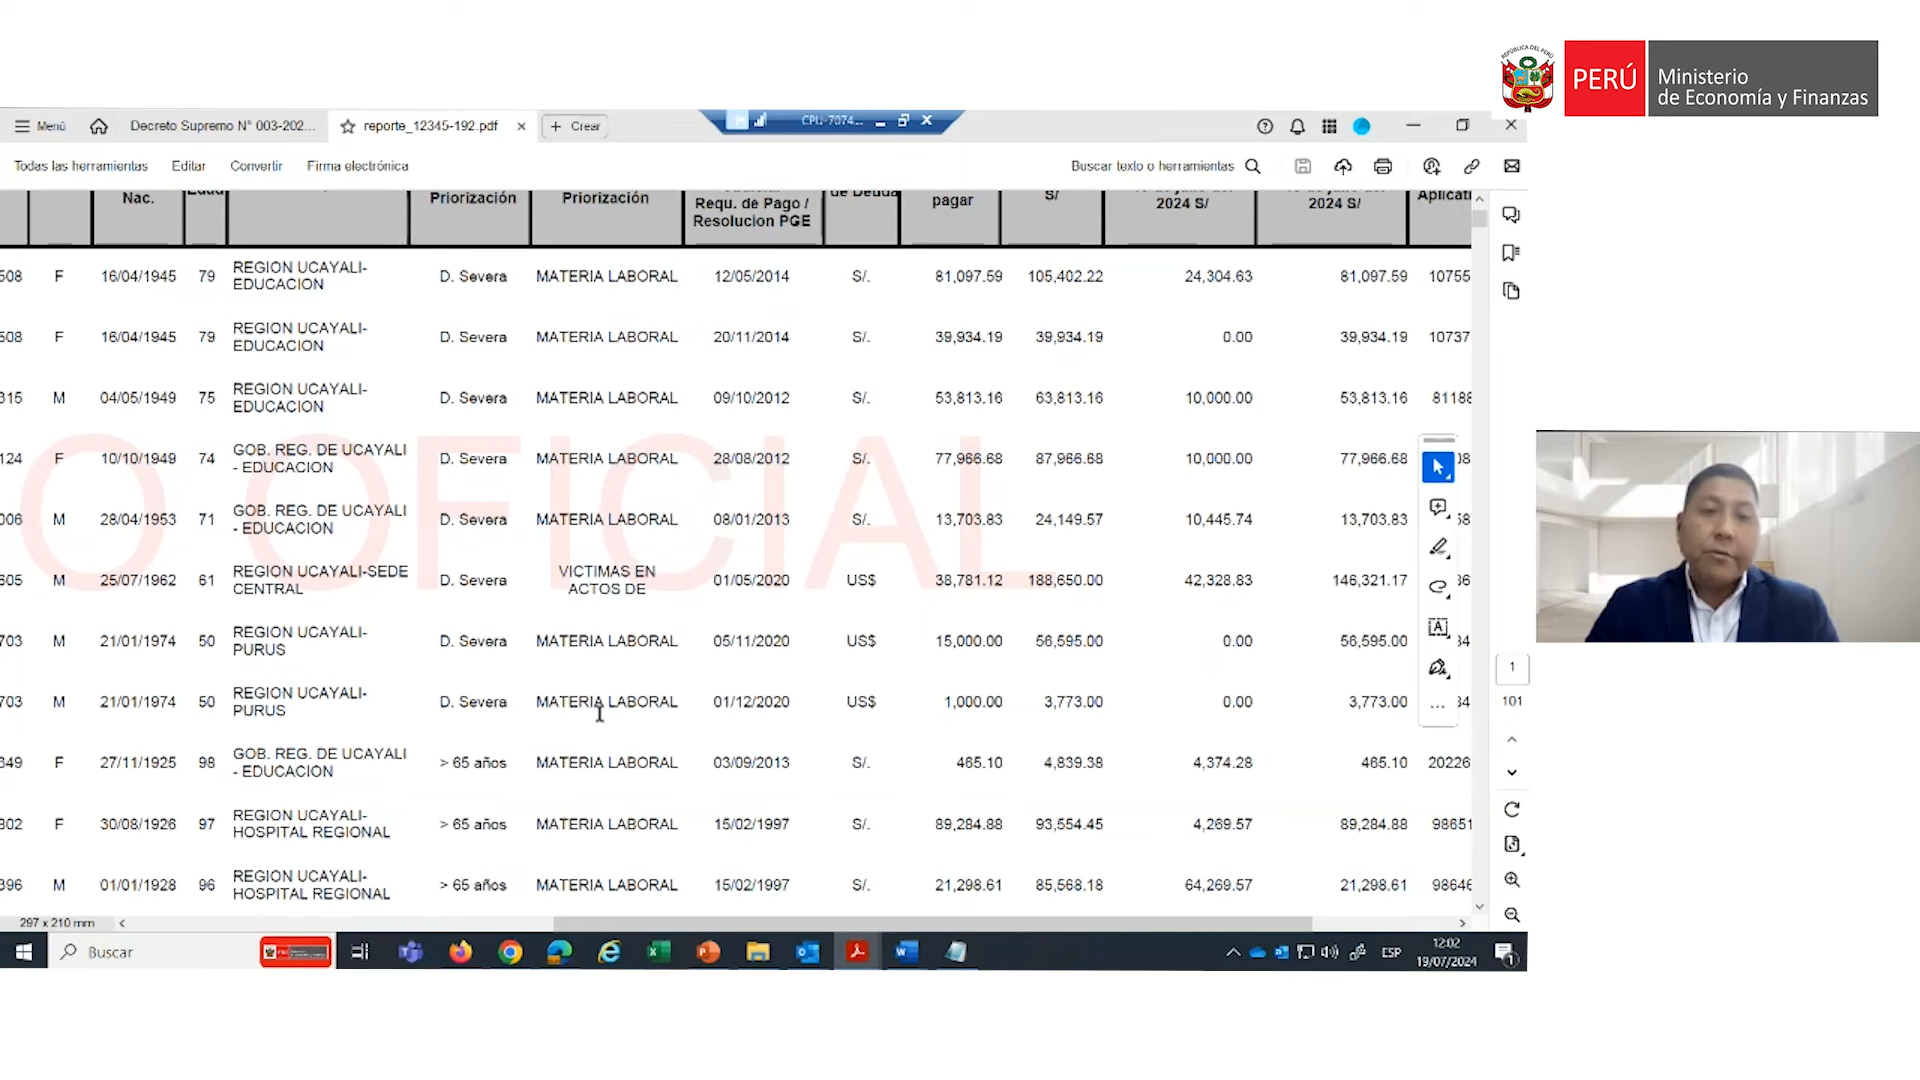 REPÚBLICA DEL PERÚ
PERÚ
Ministerio
de Economía y Finanzas
Menú
Decreto Supremo N° 003-202...
reporte_12345-192.pdf
Crear
CPU-7074...
Todas las herramientas
Editar
Convertir
Firma electrónica
Buscar texto o herramientas
Nac.
Edad
Priorización
Priorización
Requ. de Pago /
Resolucion PGE
de Deuda
pagar
S/
2024 S/
2024 S/
Aplicati
508 F 16/04/1945 79 REGION UCAYALI-EDUCACION D. Severa MATERIA LABORAL 12/05/2014 S/. 81,097.59 105,402.22 24,304.63 81,097.59 10755
508 F 16/04/1945 79 REGION UCAYALI-EDUCACION D. Severa MATERIA LABORAL 20/11/2014 S/. 39,934.19 39,934.19 0.00 39,934.19 10737
315 M 04/05/1949 75 REGION UCAYALI-EDUCACION D. Severa MATERIA LABORAL 09/10/2012 S/. 53,813.16 63,813.16 10,000.00 53,813.16 81188
124 F 10/10/1949 74 GOB. REG. DE UCAYALI - EDUCACION D. Severa MATERIA LABORAL 28/08/2012 S/. 77,966.68 87,966.68 10,000.00 77,966.68
006 M 28/04/1953 71 GOB. REG. DE UCAYALI - EDUCACION D. Severa MATERIA LABORAL 08/01/2013 S/. 13,703.83 24,149.57 10,445.74 13,703.83
605 M 25/07/1962 61 REGION UCAYALI-SEDE CENTRAL D. Severa VICTIMAS EN ACTOS DE 01/05/2020 US$ 38,781.12 188,650.00 42,328.83 146,321.17
703 M 21/01/1974 50 REGION UCAYALI-PURUS D. Severa MATERIA LABORAL 05/11/2020 US$ 15,000.00 56,595.00 0.00 56,595.00
703 M 21/01/1974 50 REGION UCAYALI-PURUS D. Severa MATERIA LABORAL 01/12/2020 US$ 1,000.00 3,773.00 0.00 3,773.00
349 F 27/11/1925 98 GOB. REG. DE UCAYALI - EDUCACION > 65 años MATERIA LABORAL 03/09/2013 S/. 465.10 4,839.38 4,374.28 465.10 20226
302 F 30/08/1926 97 REGION UCAYALI-HOSPITAL REGIONAL > 65 años MATERIA LABORAL 15/02/1997 S/. 89,284.88 93,554.45 4,269.57 89,284.88 98651
396 M 01/01/1928 96 REGION UCAYALI-HOSPITAL REGIONAL > 65 años MATERIA LABORAL 15/02/1997 S/. 21,298.61 85,568.18 64,269.57 21,298.61 98646
O OFICIAL
1
101
297 x 210 mm
Buscar
ESP
12:02
19/07/2024
1